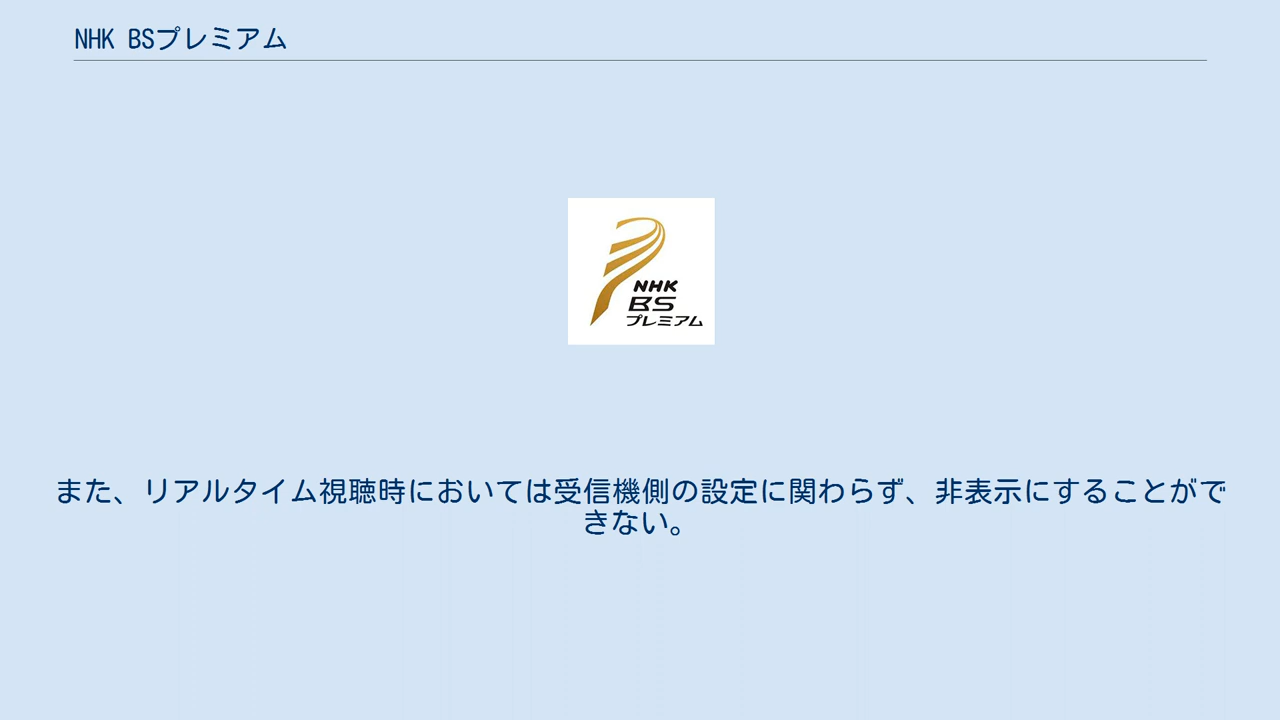 NHK BSプレミアム
NHK
BS
プレミアム
また、リアルタイム視聴時においては受信機側の設定に関わらず、非表示にすることがで
きない。